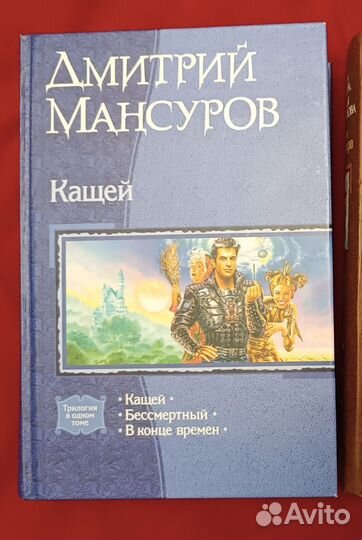 Дмитрий
Мансуров
Кащей
Трилогия
в одном
томе
• Кащей •
• Бессмертный •
• В конце времен •
Avito